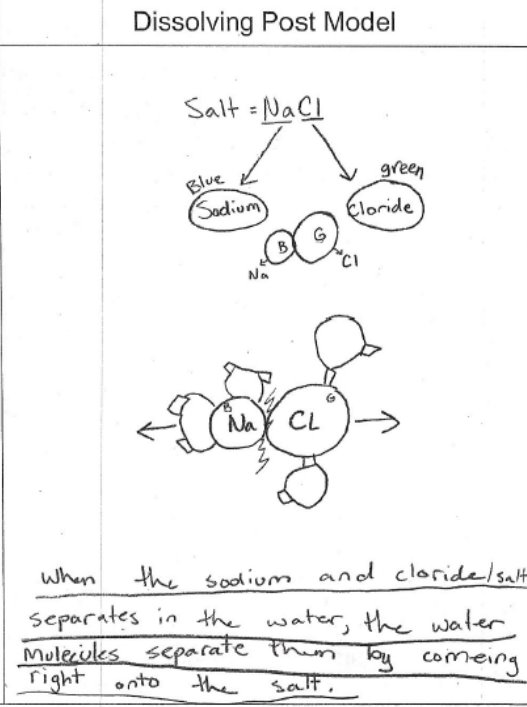 Dissolving Post Model
Salt = NaCl
Blue
green
Sodium
Cloride
B
G
Na
Cl
B
G
Na
CL
When the sodium and cloride/salt
separates in the water, the water
Molecules separate them by comeing
right onto the salt.